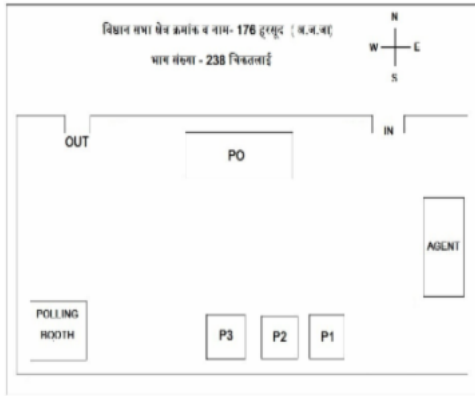 विधान सभा क्षेत्र क्रमांक व नाम- 176 हरसूद ( अ.ज.जा)
भाग संख्या - 238 चिकतलाई
N
W E
S
OUT
IN
PO
AGENT
POLLING
BOOTH
P3 P2 P1